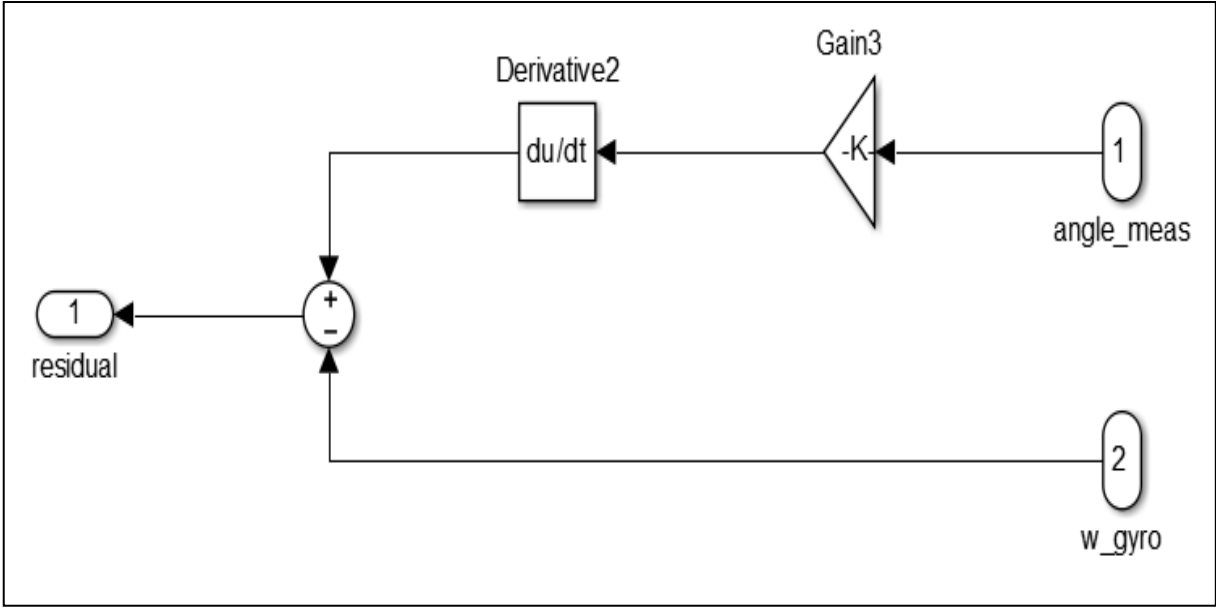 Gain3
Derivative2
du/dt
-K-
1
angle_meas
+
−
1
residual
2
w_gyro